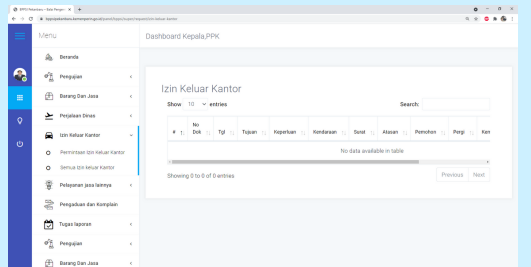 Menu
Dashboard Kepala,PPK
Beranda
Pengujian
Barang Dan Jasa
Perjalaan Dinas
Izin Keluar Kantor
Permintaan Izin Keluar Kantor
Semua Izin Keluar Kantor
Pelayanan jasa lainnya
Pengaduan dan Komplain
Tugas laporan
Pengujian
Barang Dan Jasa
Izin Keluar Kantor
Show 10 entries
Search:
# No Dok Tgl Tujuan Keperluan Kendaraan Surat Atasan Pemohon Pergi Kem
No data available in table
Showing 0 to 0 of 0 entries
Previous Next